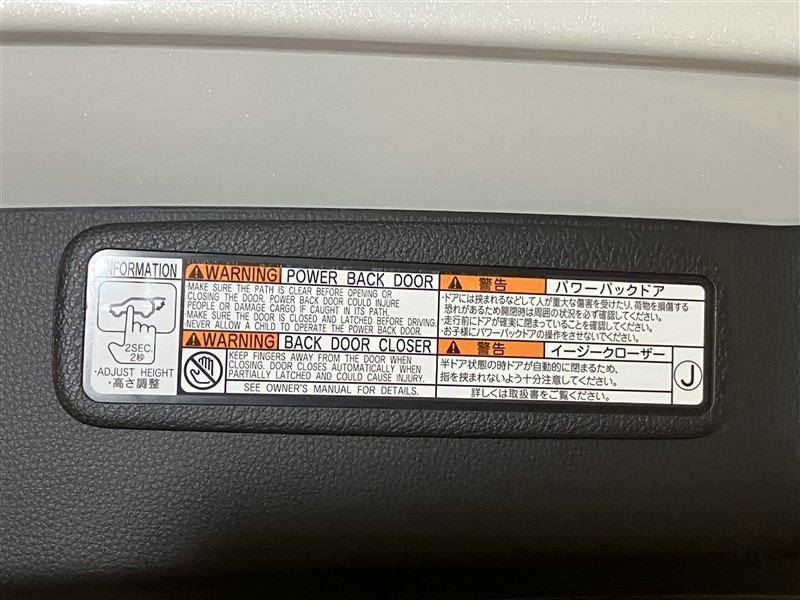 INFORMATION
2SEC.
2秒
·ADJUST HEIGHT
·高さ調整
WARNING POWER BACK DOOR
·MAKE SURE THE PATH IS CLEAR BEFORE OPENING OR
CLOSING THE DOOR. POWER BACK DOOR COULD INJURE
PEOPLE OR DAMAGE CARGO IF CAUGHT IN ITS PATH.
·MAKE SURE THE DOOR IS CLOSED AND LATCHED BEFORE DRIVING.
·NEVER ALLOW A CHILD TO OPERATE THE POWER BACK DOOR.
WARNING BACK DOOR CLOSER
KEEP FINGERS AWAY FROM THE DOOR WHEN
CLOSING. DOOR CLOSES AUTOMATICALLY WHEN
PARTIALLY LATCHED AND COULD CAUSE INJURY.
SEE OWNER'S MANUAL FOR DETAILS.
警告 パワーバックドア
·ドアには挟まれるなどして人が重大な傷害を受けたり、荷物を損傷する
恐れがあるため開閉時は周囲の状況を必ず確認してください。
·走行前にドアが確実に閉まっていることを確認してください。
·お子様にパワーバックドアの操作をさせないでください。
警告 イージークローザー
半ドア状態の時ドアが自動的に閉まるため、
指を挟まれないよう十分注意してください。
詳しくは取扱書をご覧ください。
J